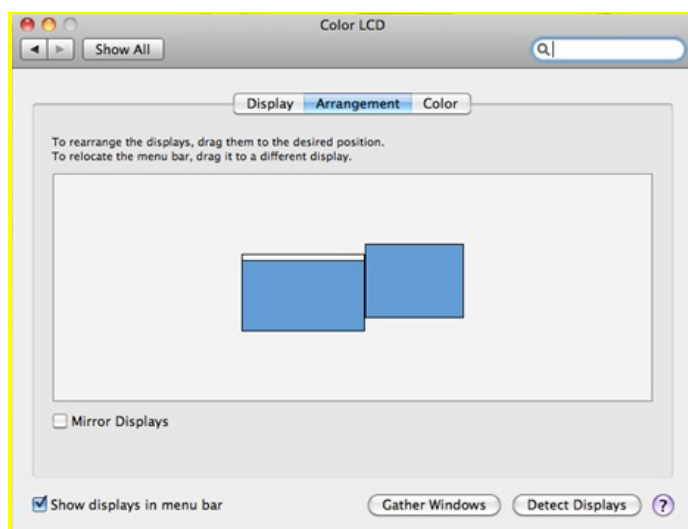 Color LCD
Show All
Display Arrangement Color
To rearrange the displays, drag them to the desired position.
To relocate the menu bar, drag it to a different display.
Mirror Displays
Show displays in menu bar
Gather Windows Detect Displays ?